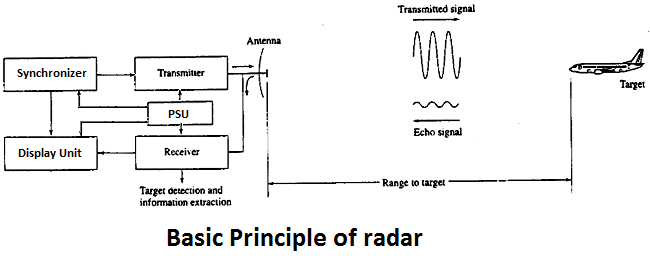 Transmitted signal
Antenna
Synchronizer
Transmitter
Target
PSU
Echo signal
Display Unit
Receiver
Range to target
Target detection and
information extraction
Basic Principle of radar